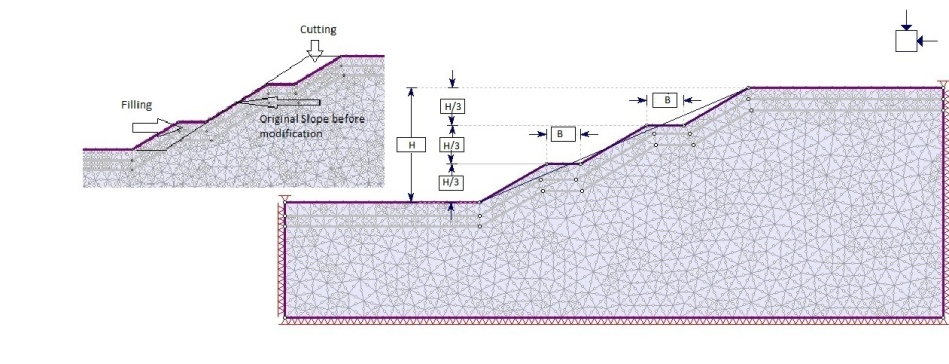 Cutting
Filling
Original Slope before
modification
H
H/3
H/3
H/3
B
B